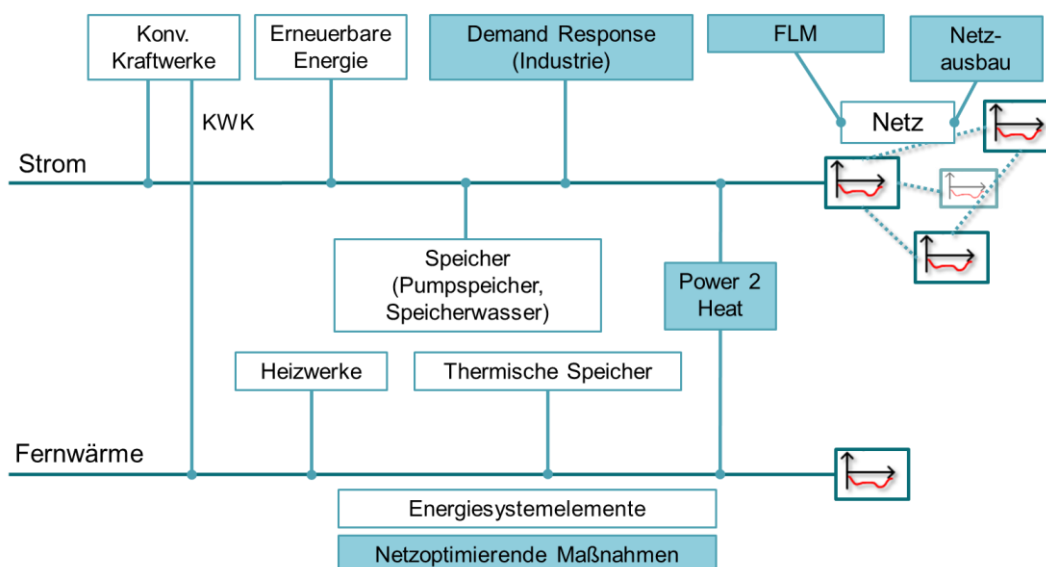 Konv.
Kraftwerke
Erneuerbare
Energie
Demand Response
(Industrie)
FLM
Netz-
ausbau
KWK
Netz
Strom
Speicher
(Pumpspeicher,
Speicherwasser)
Power 2
Heat
Heizwerke
Thermische Speicher
Fernwärme
Energiesystemelemente
Netzoptimierende Maßnahmen